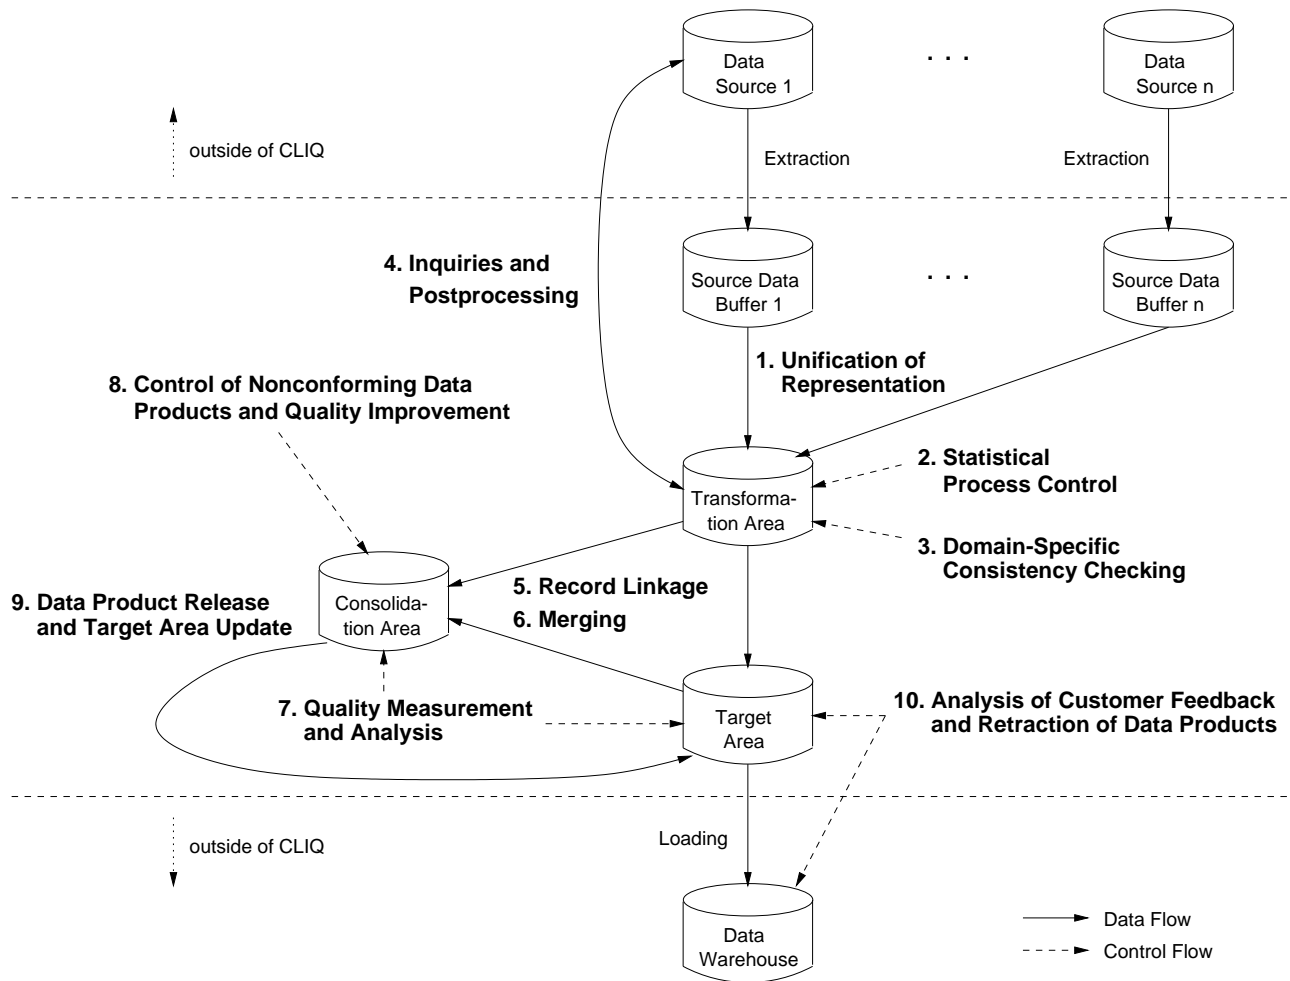 Data
Source 1
. . .
Data
Source n
outside of CLIQ
Extraction
Extraction
4. Inquiries and
Postprocessing
Source Data
Buffer 1
. . .
Source Data
Buffer n
1. Unification of
Representation
8. Control of Nonconforming Data
Products and Quality Improvement
2. Statistical
Process Control
Transforma-
tion Area
3. Domain-Specific
Consistency Checking
9. Data Product Release
and Target Area Update
Consolida-
tion Area
5. Record Linkage
6. Merging
7. Quality Measurement
and Analysis
Target
Area
10. Analysis of Customer Feedback
and Retraction of Data Products
outside of CLIQ
Loading
Data
Warehouse
Data Flow
Control Flow